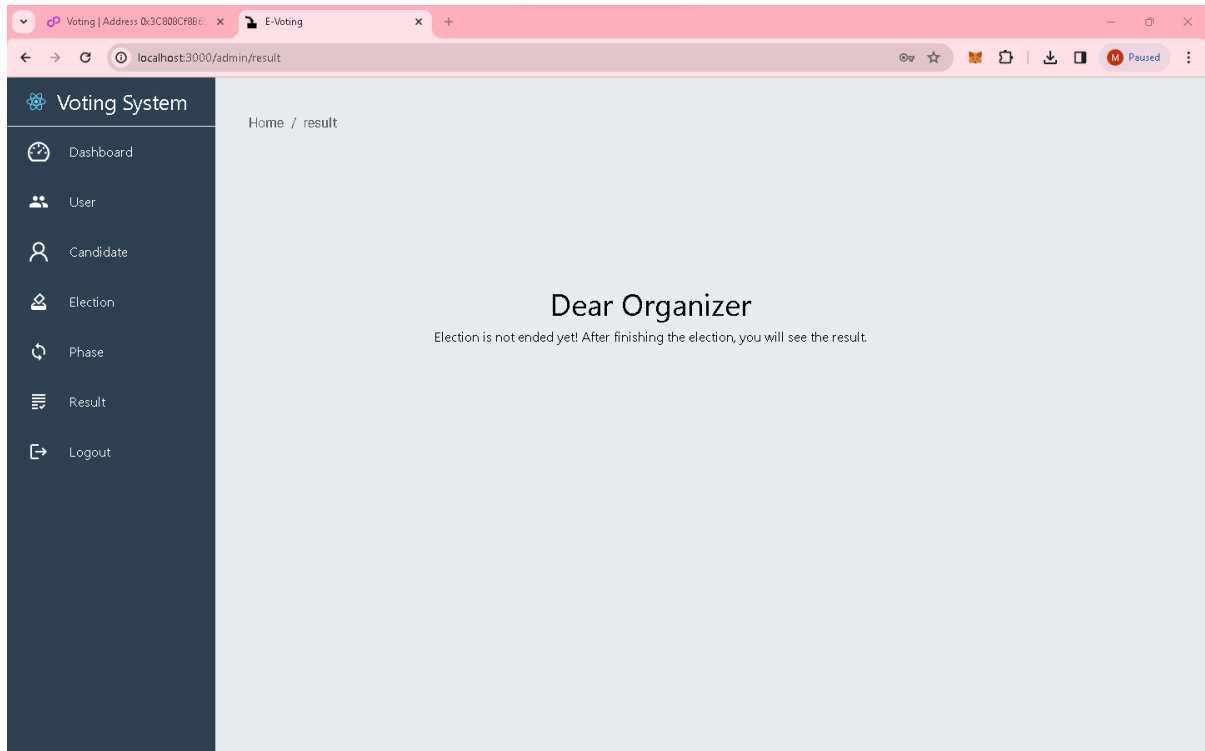 Voting | Address 0x3C808Cf8B6
E-Voting
localhost:3000/admin/result
M Paused
Voting System
Home / result
Dashboard
User
Candidate
Election
Phase
Result
Logout
Dear Organizer
Election is not ended yet! After finishing the election, you will see the result.